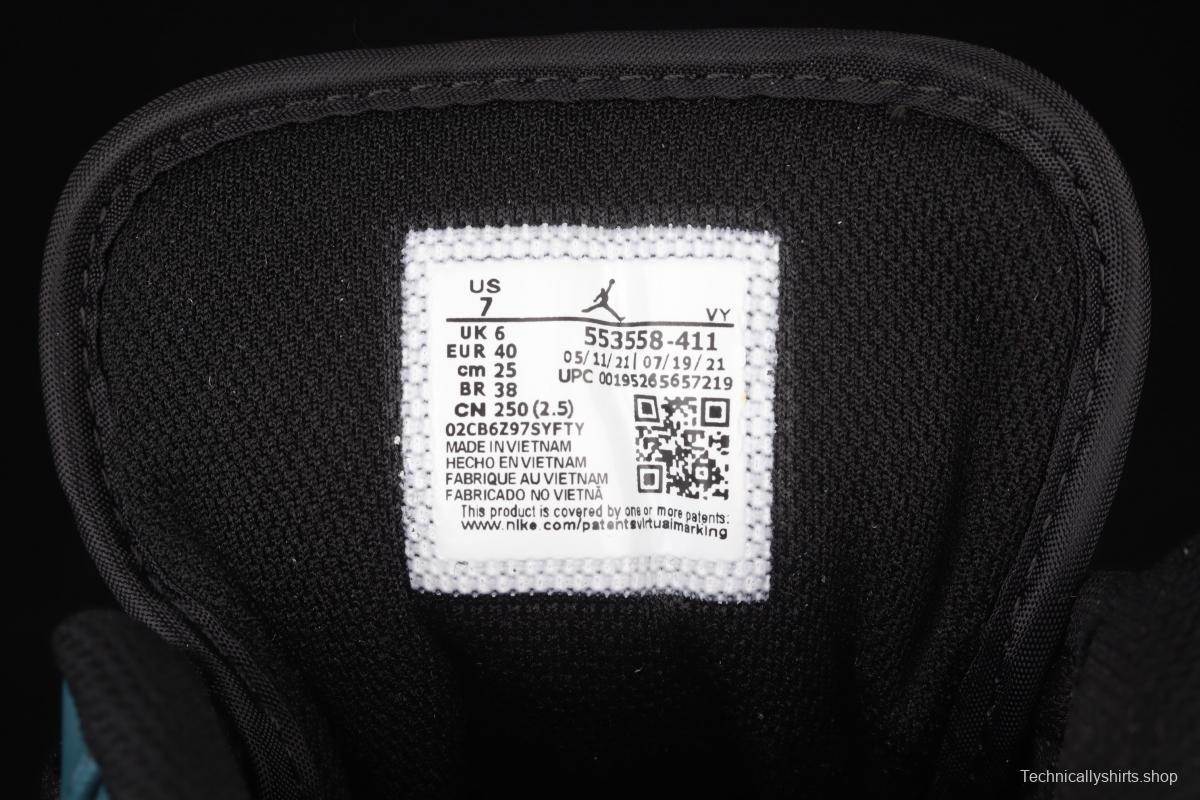 US
7
VY
UK 6
EUR 40
cm 25
BR 38
CN 250 (2.5)
553558-411
05/11/21| 07/19/21
UPC 00195265657219
02CB6Z97SYFTY
MADE IN VIETNAM
HECHO EN VIETNAM
FABRIQUE AU VIETNAM
FABRICADO NO VIETNÃ
This product is covered by one or more patents:
www.nike.com/patentsvirtualmarking
Technicallyshirts.shop